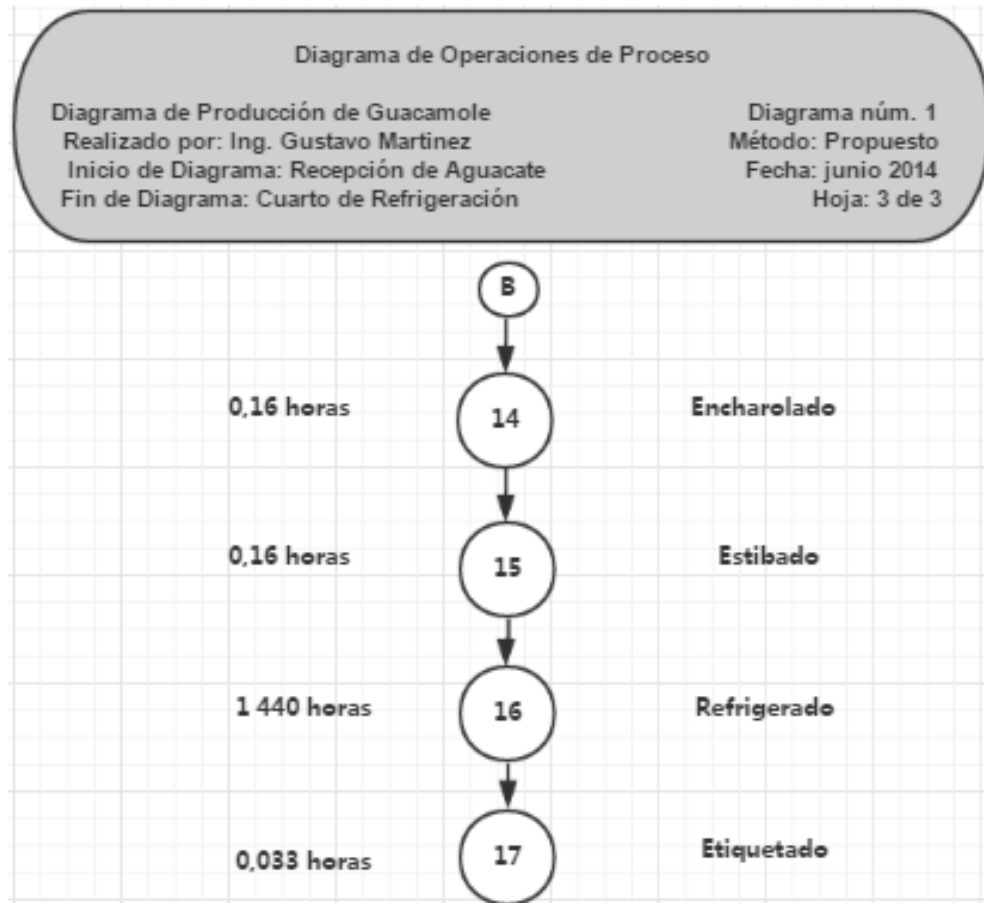 Diagrama de Operaciones de Proceso
Diagrama de Producción de Guacamole Diagrama núm. 1
Realizado por: Ing. Gustavo Martinez Método: Propuesto
Inicio de Diagrama: Recepción de Aguacate Fecha: junio 2014
Fin de Diagrama: Cuarto de Refrigeración Hoja: 3 de 3
B
0,16 horas 14 Encharolado
0,16 horas 15 Estibado
1 440 horas 16 Refrigerado
0,033 horas 17 Etiquetado